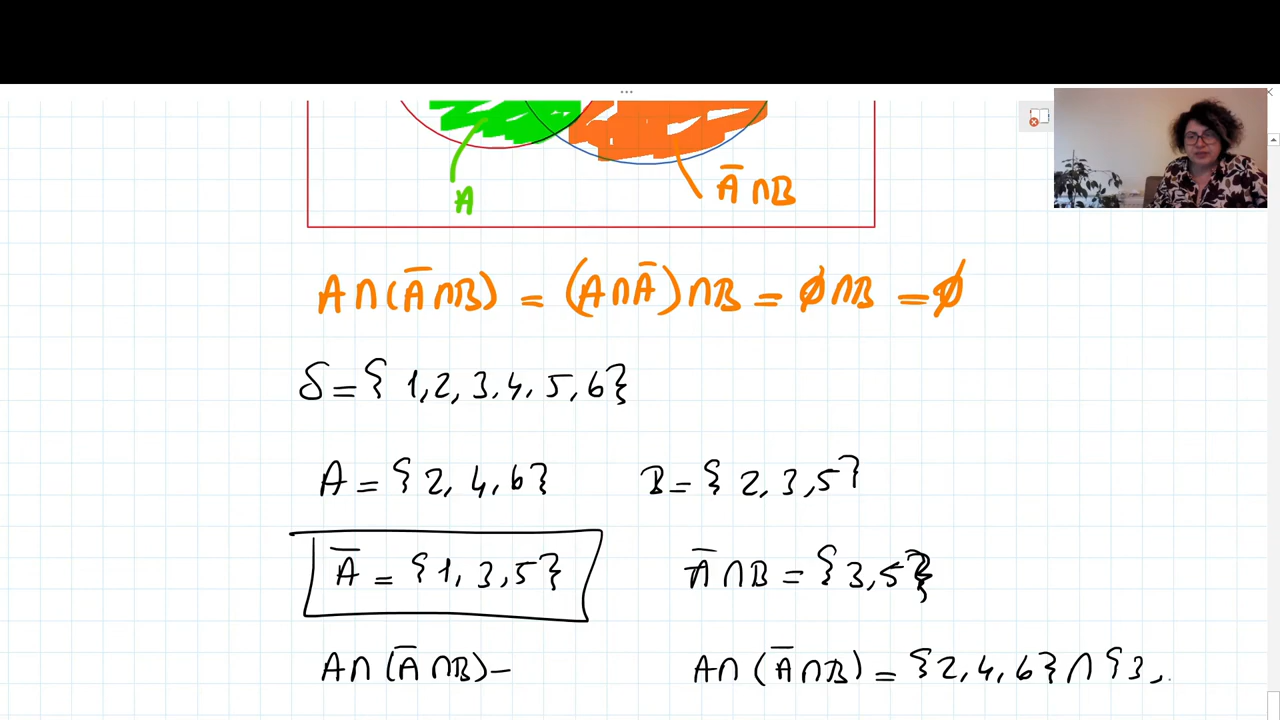 A
A̅∩B
A∩(A̅∩B) = (A∩A̅)∩B = ∅∩B = ∅
S = { 1, 2, 3, 4, 5, 6}
A = { 2, 4, 6} B = { 2, 3, 5}
A̅ = {1, 3, 5} A̅∩B = { 3, 5}
A∩(A̅∩B) – A∩(A̅∩B) = {2, 4, 6} ∩ {3,